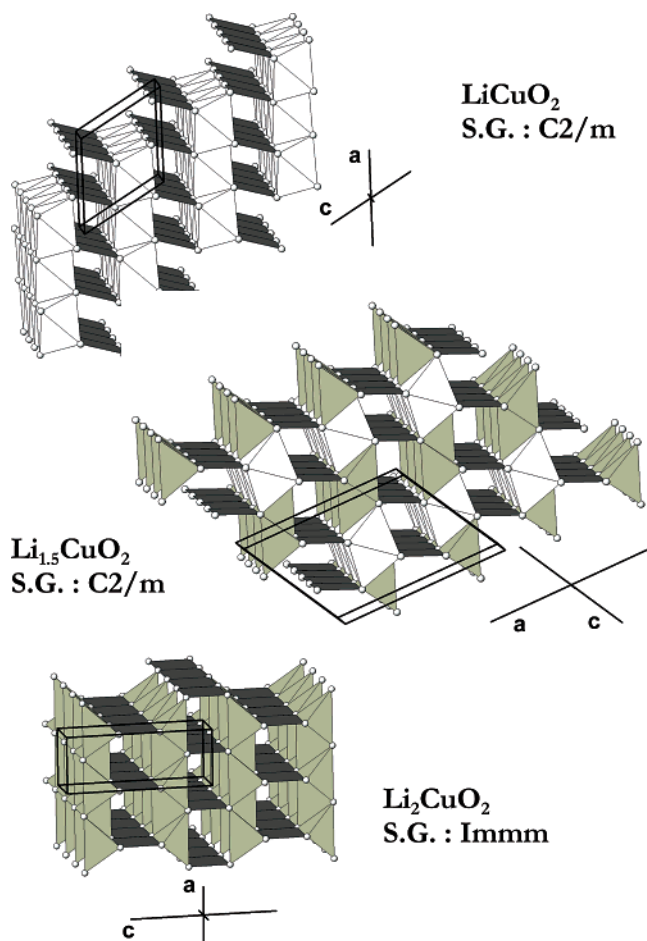 LiCuO₂
S.G. : C2/m
a
c
Li₁.₅CuO₂
S.G. : C2/m
a
c
Li₂CuO₂
S.G. : Immm
a
c